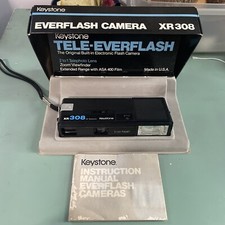 Keystone
EVERFLASH CAMERA XR308
Keystone
TELE-EVERFLASH
The Original Built-in Electronic Flash Camera
2 in 1 Telephoto Lens
Zoom Viewfinder
Extended Range with ASA 400 Film
Made in U.S.A.
XR 308
Keystone
Keystone
INSTRUCTION
MANUAL
EVERFLASH
CAMERAS